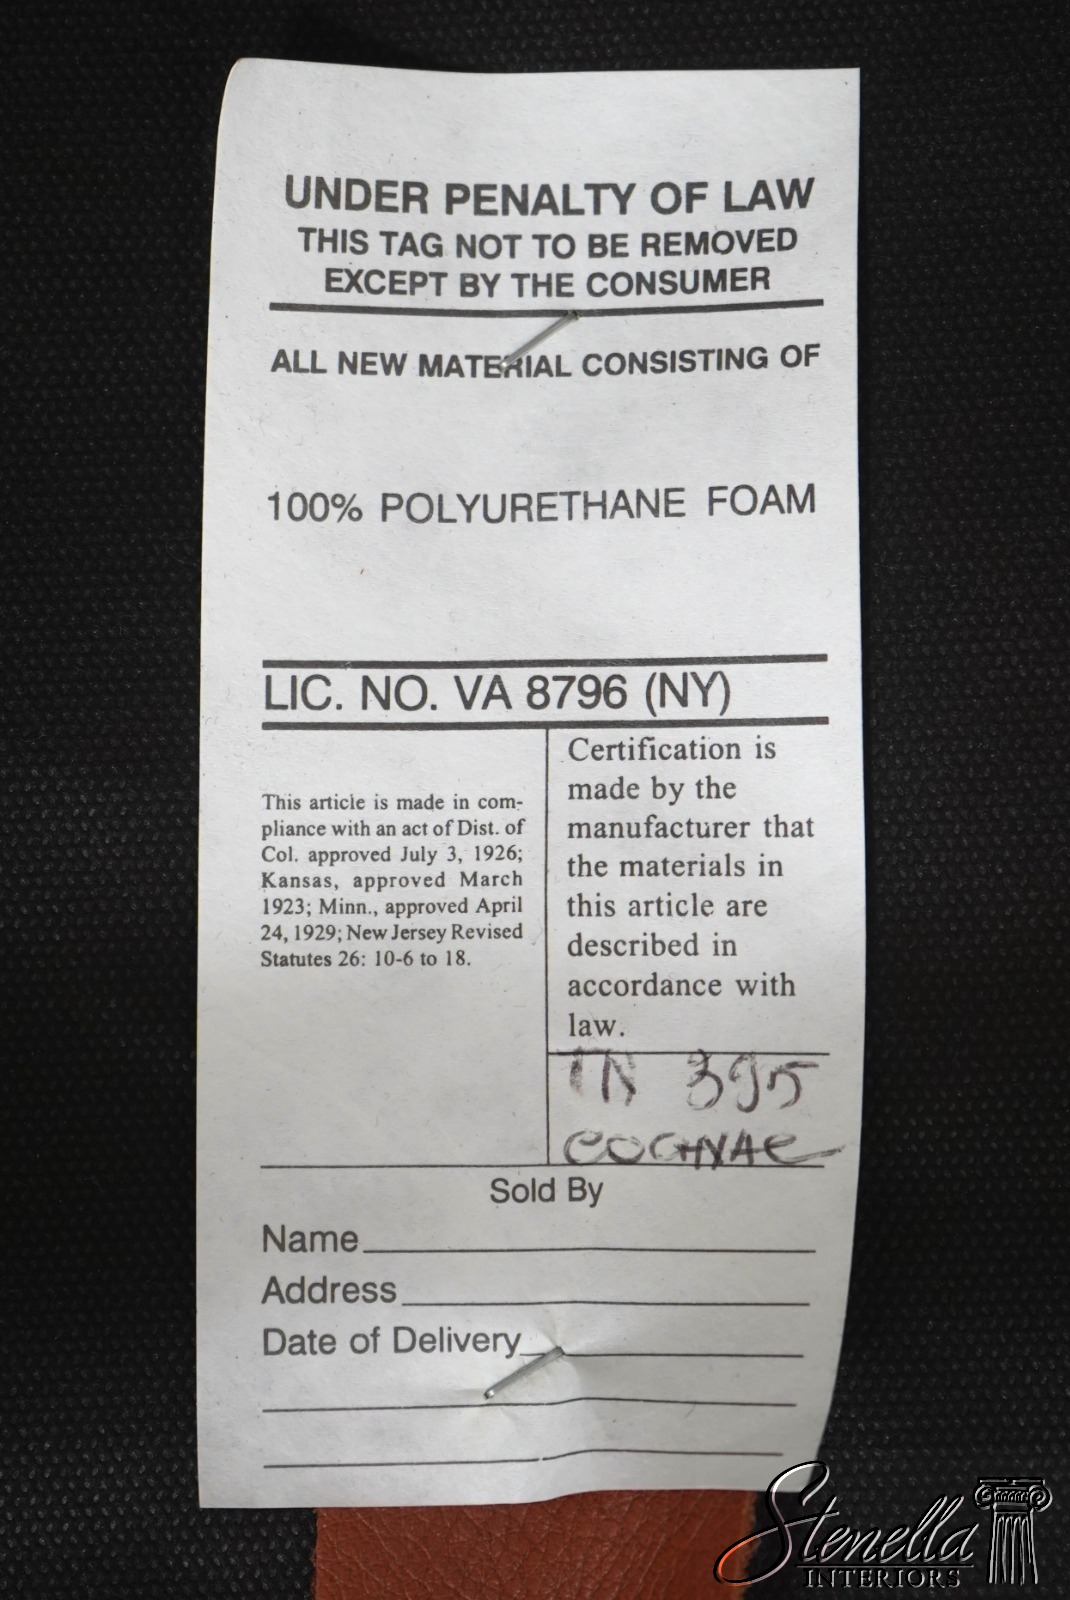 UNDER PENALTY OF LAW
THIS TAG NOT TO BE REMOVED
EXCEPT BY THE CONSUMER
ALL NEW MATERIAL CONSISTING OF
100% POLYURETHANE FOAM
LIC. NO. VA 8796 (NY)
This article is made in com-
pliance with an act of Dist. of
Col. approved July 3, 1926;
Kansas, approved March
1923; Minn., approved April
24, 1929; New Jersey Revised
Statutes 26: 10-6 to 18.
Certification is
made by the
manufacturer that
the materials in
this article are
described in
accordance with
law.
395
COGNAC
Sold By
Name
Address
Date of Delivery
Stenella
INTERIORS